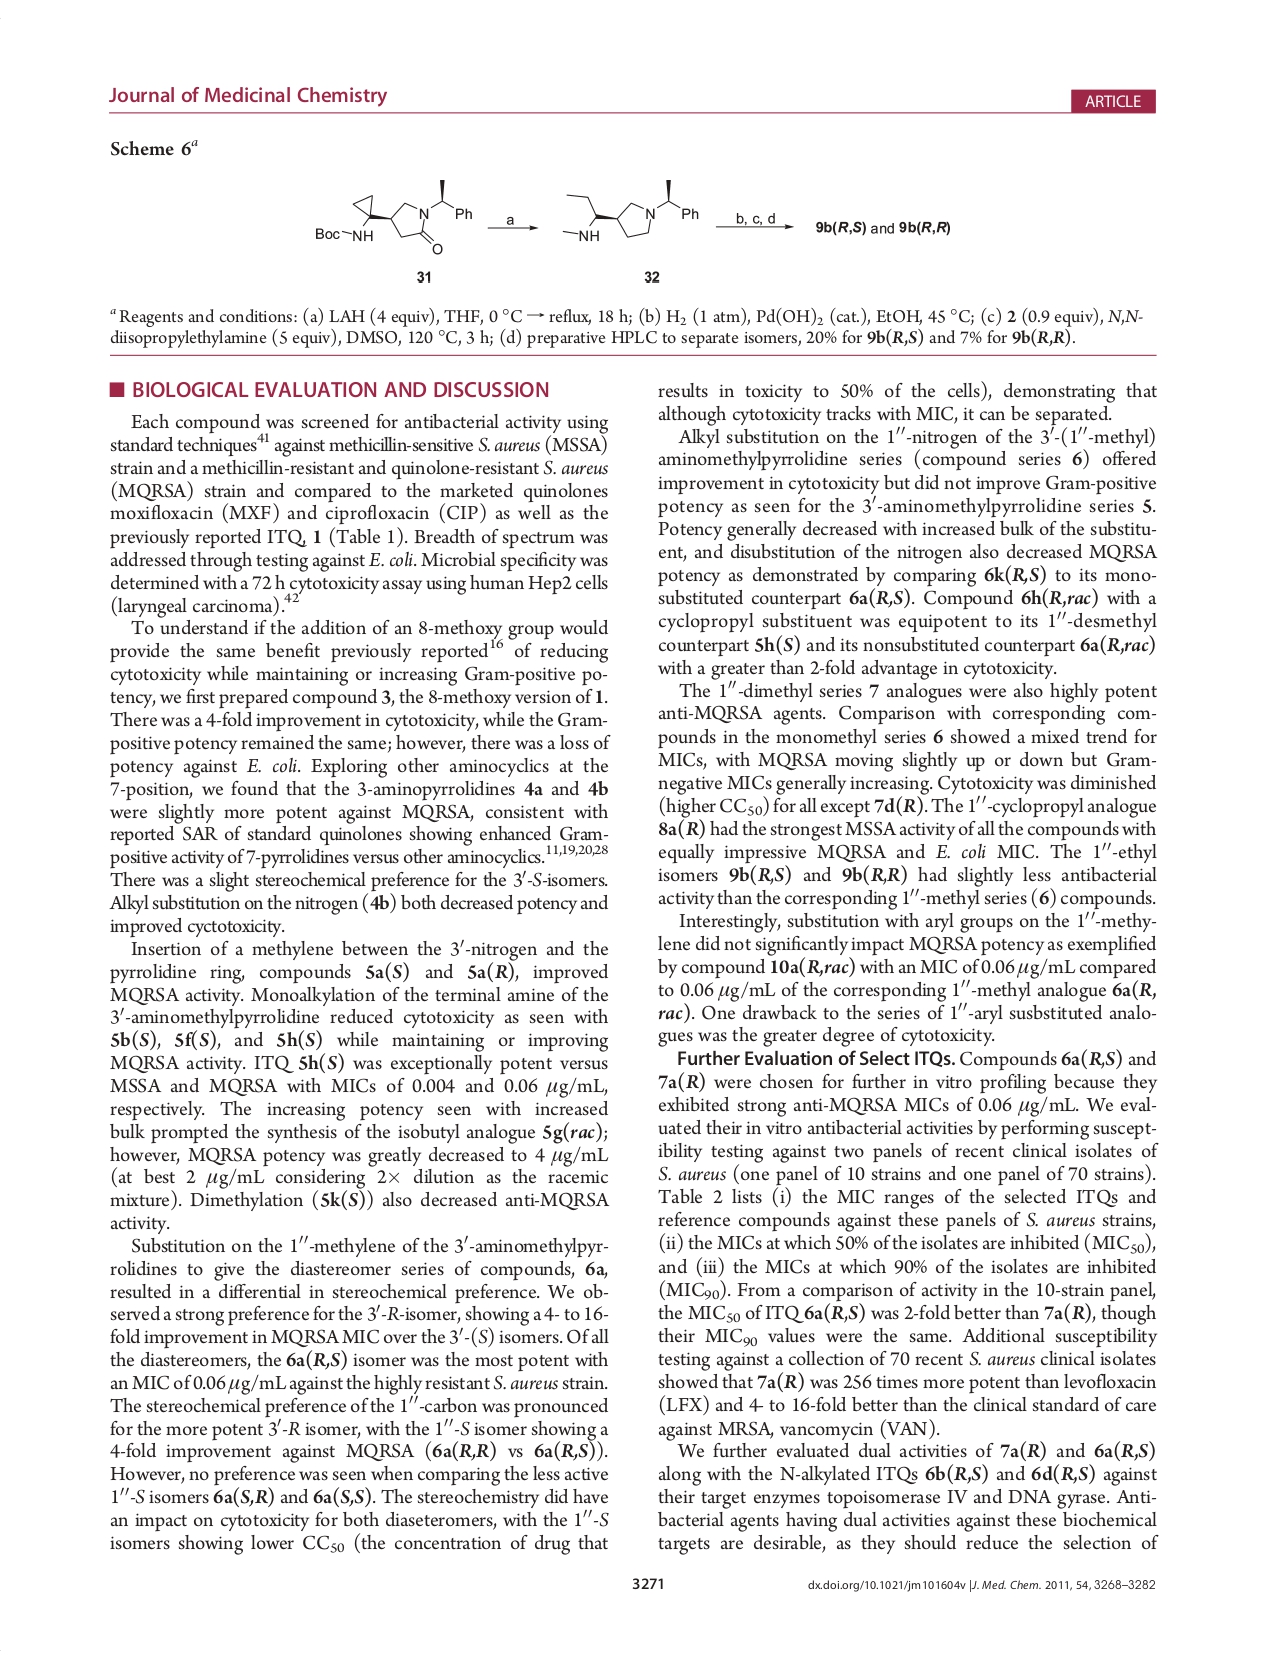 Journal of Medicinal Chemistry
ARTICLE
Scheme 6a
Boc
NH
N
Ph
O
31
a
NH
N
Ph
32
b, c, d
9b(R,S) and 9b(R,R)
a Reagents and conditions: (a) LAH (4 equiv), THF, 0 °C → reflux, 18 h; (b) H2 (1 atm), Pd(OH)2 (cat.), EtOH, 45 °C; (c) 2 (0.9 equiv), N,N-
diisopropylethylamine (5 equiv), DMSO, 120 °C, 3 h; (d) preparative HPLC to separate isomers, 20% for 9b(R,S) and 7% for 9b(R,R).
■ BIOLOGICAL EVALUATION AND DISCUSSION
Each compound was screened for antibacterial activity using
standard techniques41 against methicillin-sensitive S. aureus (MSSA)
strain and a methicillin-resistant and quinolone-resistant S. aureus
(MQRSA) strain and compared to the marketed quinolones
moxifloxacin (MXF) and ciprofloxacin (CIP) as well as the
previously reported ITQ, 1 (Table 1). Breadth of spectrum was
addressed through testing against E. coli. Microbial specificity was
determined with a 72 h cytotoxicity assay using human Hep2 cells
(laryngeal carcinoma).42
To understand if the addition of an 8-methoxy group would
provide the same benefit previously reported16 of reducing
cytotoxicity while maintaining or increasing Gram-positive po-
tency, we first prepared compound 3, the 8-methoxy version of 1.
There was a 4-fold improvement in cytotoxicity, while the Gram-
positive potency remained the same; however, there was a loss of
potency against E. coli. Exploring other aminocyclics at the
7-position, we found that the 3-aminopyrrolidines 4a and 4b
were slightly more potent against MQRSA, consistent with
reported SAR of standard quinolones showing enhanced Gram-
positive activity of 7-pyrrolidines versus other aminocyclics.11,19,20,28
There was a slight stereochemical preference for the 3′-S-isomers.
Alkyl substitution on the nitrogen (4b) both decreased potency and
improved cyctotoxicity.
Insertion of a methylene between the 3′-nitrogen and the
pyrrolidine ring, compounds 5a(S) and 5a(R), improved
MQRSA activity. Monoalkylation of the terminal amine of the
3′-aminomethylpyrrolidine reduced cytotoxicity as seen with
5b(S), 5f(S), and 5h(S) while maintaining or improving
MQRSA activity. ITQ 5h(S) was exceptionally potent versus
MSSA and MQRSA with MICs of 0.004 and 0.06 μg/mL,
respectively. The increasing potency seen with increased
bulk prompted the synthesis of the isobutyl analogue 5g(rac);
however, MQRSA potency was greatly decreased to 4 μg/mL
(at best 2 μg/mL considering 2× dilution as the racemic
mixture). Dimethylation (5k(S)) also decreased anti-MQRSA
activity.
Substitution on the 1′′-methylene of the 3′-aminomethylpyr-
rolidines to give the diastereomer series of compounds, 6a,
resulted in a differential in stereochemical preference. We ob-
served a strong preference for the 3′-R-isomer, showing a 4- to 16-
fold improvement in MQRSA MIC over the 3′-(S) isomers. Of all
the diastereomers, the 6a(R,S) isomer was the most potent with
an MIC of 0.06 μg/mL against the highly resistant S. aureus strain.
The stereochemical preference of the 1′′-carbon was pronounced
for the more potent 3′-R isomer, with the 1′′-S isomer showing a
4-fold improvement against MQRSA (6a(R,R) vs 6a(R,S)).
However, no preference was seen when comparing the less active
1′′-S isomers 6a(S,R) and 6a(S,S). The stereochemistry did have
an impact on cytotoxicity for both diaseteromers, with the 1′′-S
isomers showing lower CC50 (the concentration of drug that
results in toxicity to 50% of the cells), demonstrating that
although cytotoxicity tracks with MIC, it can be separated.
Alkyl substitution on the 1′′-nitrogen of the 3′-(1′′-methyl)
aminomethylpyrrolidine series (compound series 6) offered
improvement in cytotoxicity but did not improve Gram-positive
potency as seen for the 3′-aminomethylpyrrolidine series 5.
Potency generally decreased with increased bulk of the substitu-
ent, and disubstitution of the nitrogen also decreased MQRSA
potency as demonstrated by comparing 6k(R,S) to its mono-
substituted counterpart 6a(R,S). Compound 6h(R,rac) with a
cyclopropyl substituent was equipotent to its 1′′-desmethyl
counterpart 5h(S) and its nonsubstituted counterpart 6a(R,rac)
with a greater than 2-fold advantage in cytotoxicity.
The 1′′-dimethyl series 7 analogues were also highly potent
anti-MQRSA agents. Comparison with corresponding com-
pounds in the monomethyl series 6 showed a mixed trend for
MICs, with MQRSA moving slightly up or down but Gram-
negative MICs generally increasing. Cytotoxicity was diminished
(higher CC50) for all except 7d(R). The 1′′-cyclopropyl analogue
8a(R) had the strongest MSSA activity of all the compounds with
equally impressive MQRSA and E. coli MIC. The 1′′-ethyl
isomers 9b(R,S) and 9b(R,R) had slightly less antibacterial
activity than the corresponding 1′′-methyl series (6) compounds.
Interestingly, substitution with aryl groups on the 1′′-methy-
lene did not significantly impact MQRSA potency as exemplified
by compound 10a(R,rac) with an MIC of 0.06 μg/mL compared
to 0.06 μg/mL of the corresponding 1′′-methyl analogue 6a(R,
rac). One drawback to the series of 1′′-aryl susbstituted analo-
gues was the greater degree of cytotoxicity.
Further Evaluation of Select ITQs. Compounds 6a(R,S) and
7a(R) were chosen for further in vitro profiling because they
exhibited strong anti-MQRSA MICs of 0.06 μg/mL. We eval-
uated their in vitro antibacterial activities by performing suscept-
ibility testing against two panels of recent clinical isolates of
S. aureus (one panel of 10 strains and one panel of 70 strains).
Table 2 lists (i) the MIC ranges of the selected ITQs and
reference compounds against these panels of S. aureus strains,
(ii) the MICs at which 50% of the isolates are inhibited (MIC50),
and (iii) the MICs at which 90% of the isolates are inhibited
(MIC90). From a comparison of activity in the 10-strain panel,
the MIC50 of ITQ 6a(R,S) was 2-fold better than 7a(R), though
their MIC90 values were the same. Additional susceptibility
testing against a collection of 70 recent S. aureus clinical isolates
showed that 7a(R) was 256 times more potent than levofloxacin
(LFX) and 4- to 16-fold better than the clinical standard of care
against MRSA, vancomycin (VAN).
We further evaluated dual activities of 7a(R) and 6a(R,S)
along with the N-alkylated ITQs 6b(R,S) and 6d(R,S) against
their target enzymes topoisomerase IV and DNA gyrase. Anti-
bacterial agents having dual activities against these biochemical
targets are desirable, as they should reduce the selection of
3271
dx.doi.org/10.1021/jm101604v |J. Med. Chem. 2011, 54, 3268–3282